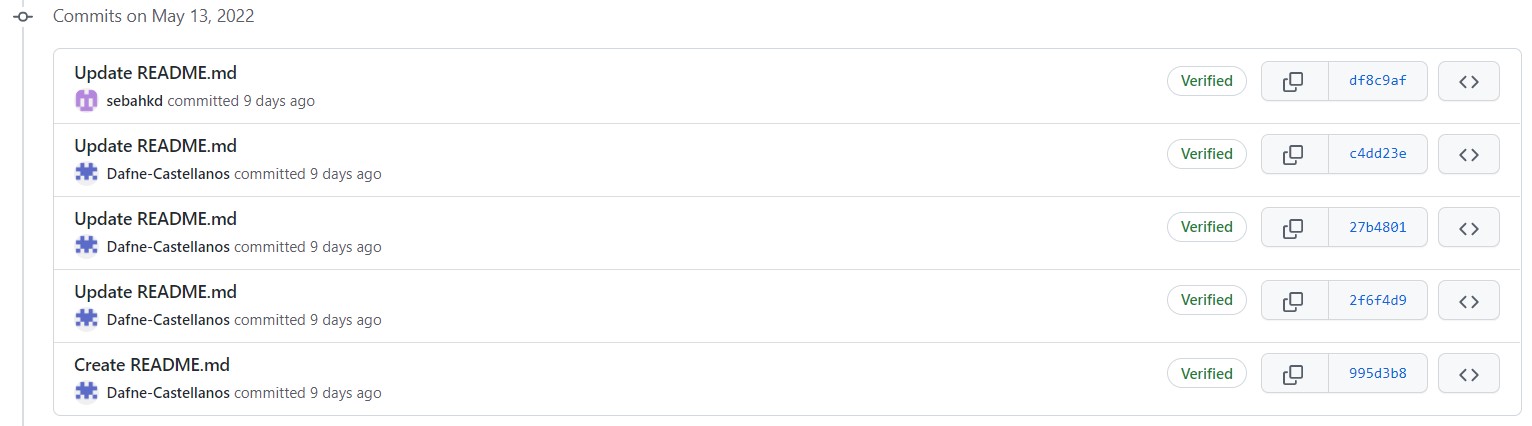 Commits on May 13, 2022
Update README.md
sebahkd committed 9 days ago
Verified
df8c9af
Update README.md
Dafne-Castellanos committed 9 days ago
Verified
c4dd23e
Update README.md
Dafne-Castellanos committed 9 days ago
Verified
27b4801
Update README.md
Dafne-Castellanos committed 9 days ago
Verified
2f6f4d9
Create README.md
Dafne-Castellanos committed 9 days ago
Verified
995d3b8